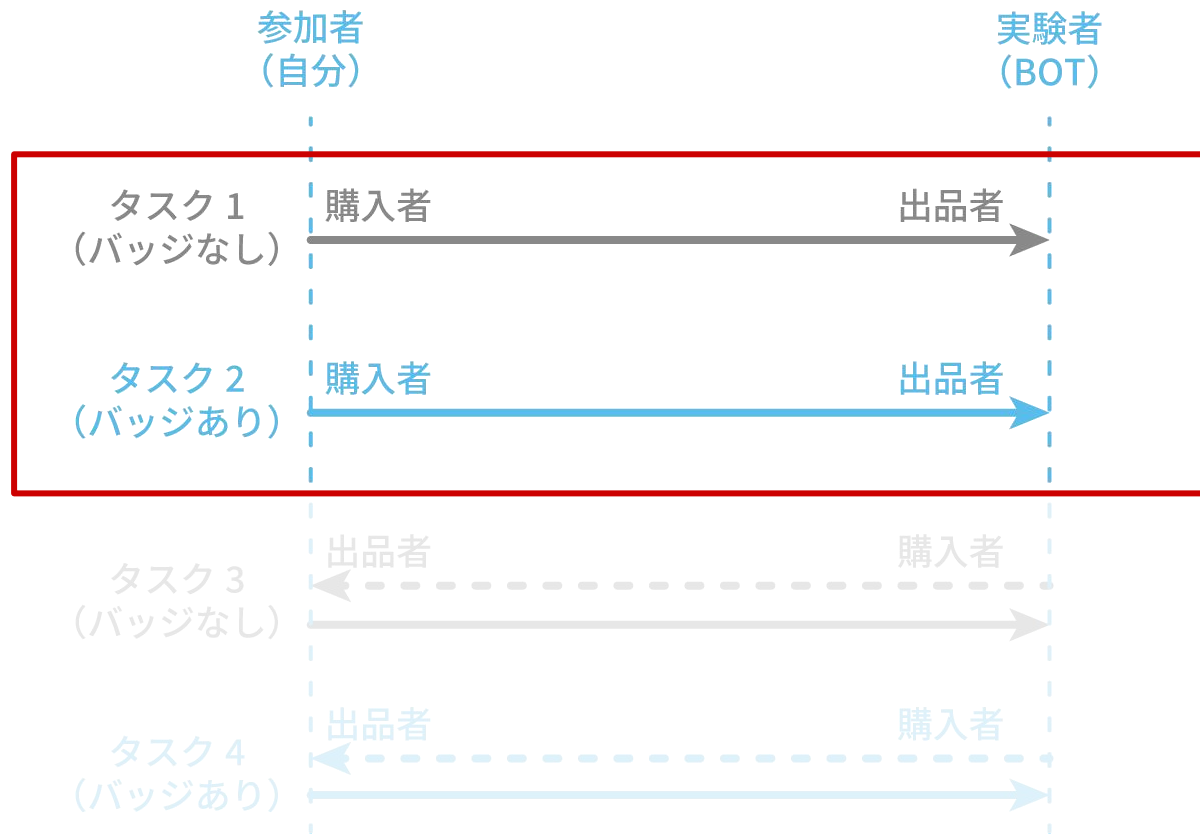 参加者
（自分）
実験者
（BOT）
タスク 1
（バッジなし）
購入者
出品者
タスク 2
（バッジあり）
購入者
出品者
タスク 3
（バッジなし）
出品者
購入者
タスク 4
（バッジあり）
出品者
購入者